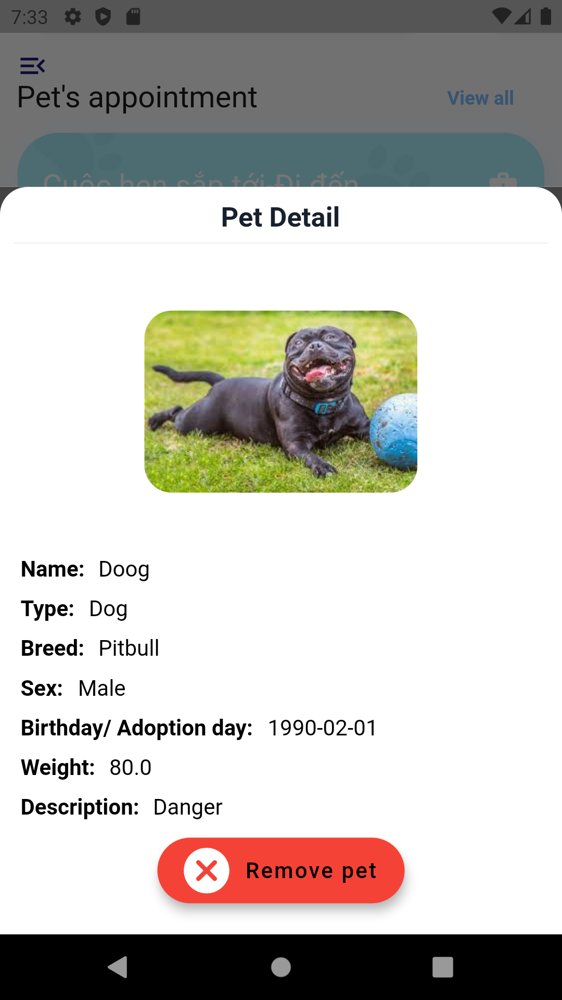 7:33
Pet's appointment
View all
Cuộc hẹn sắp tới-Đi đến
Pet Detail
Name: Doog
Type: Dog
Breed: Pitbull
Sex: Male
Birthday/ Adoption day: 1990-02-01
Weight: 80.0
Description: Danger
Remove pet